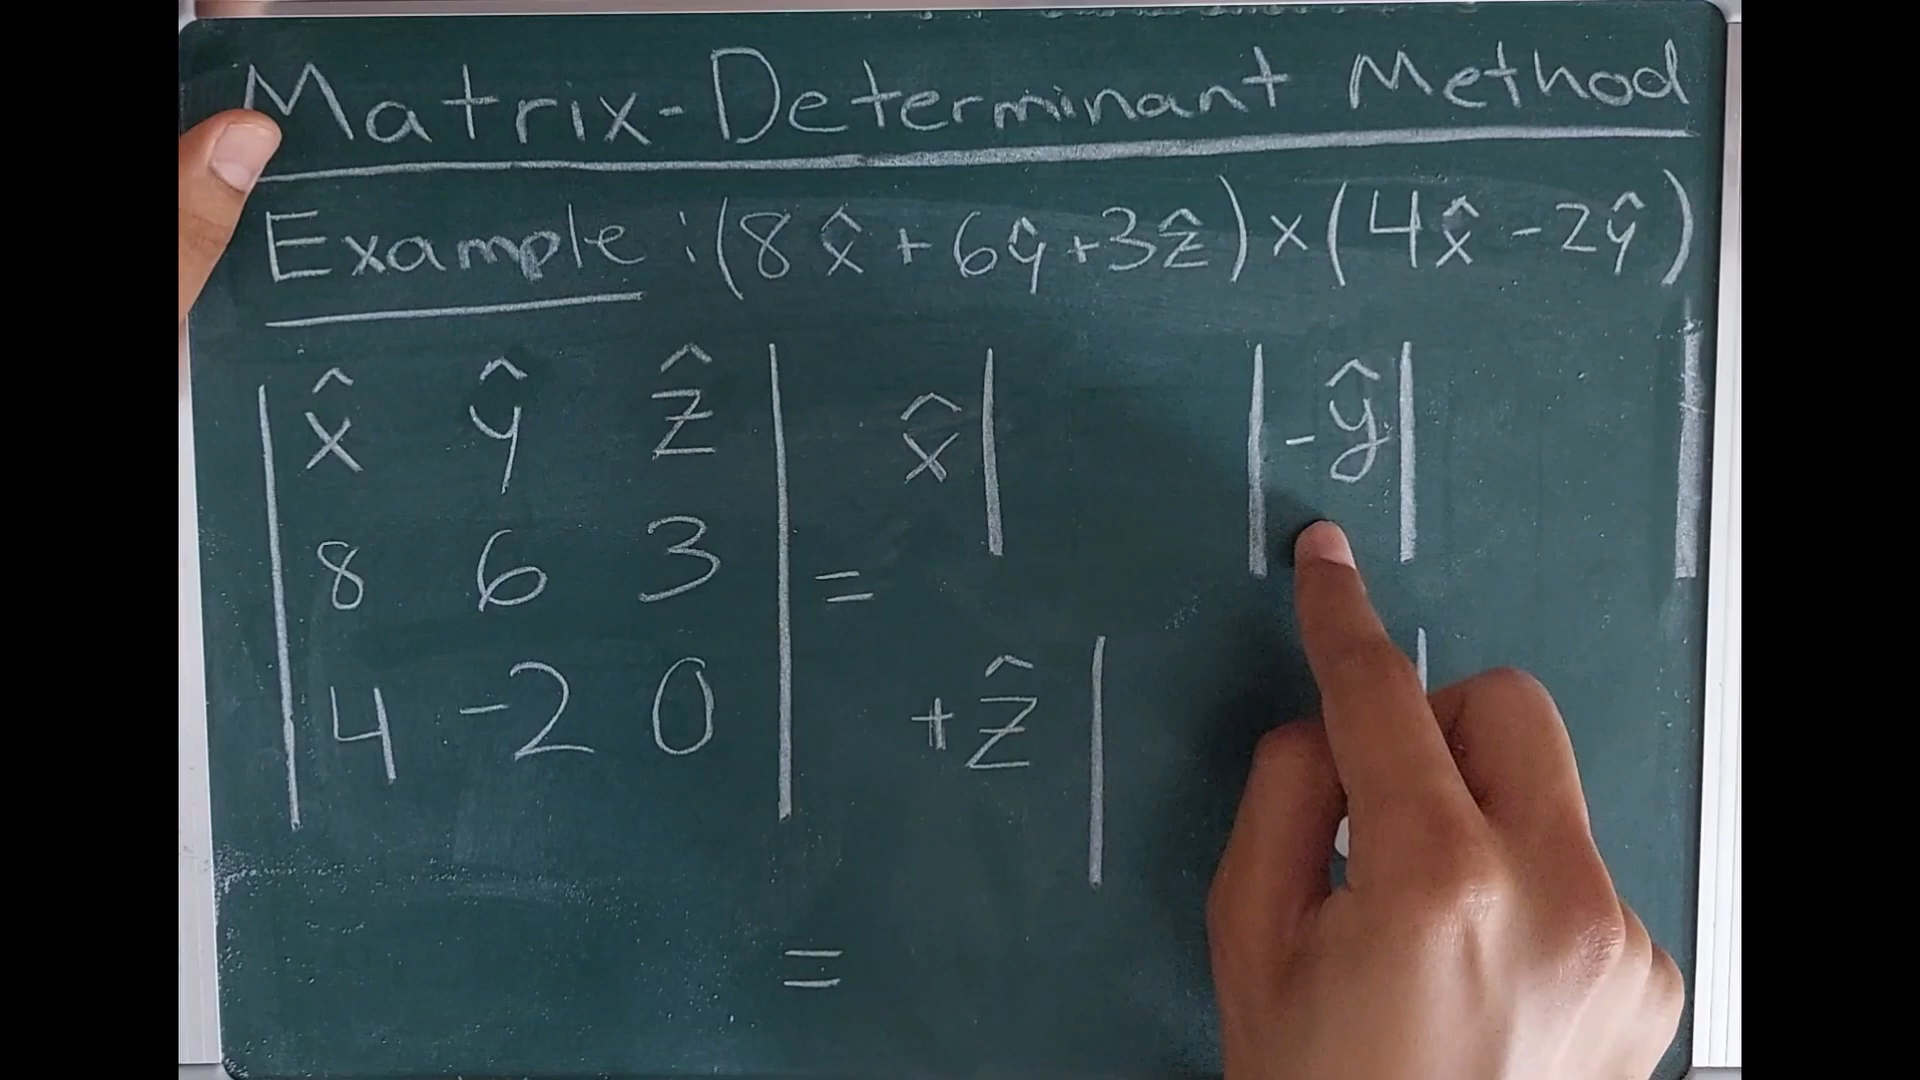 Matrix-Determinant Method
Example : (8x̂ + 6ŷ + 3ẑ) × (4x̂ - 2ŷ)
| x̂ ŷ ẑ | x̂ | | -ŷ | |
8 6 3 =
4 -2 0 +ẑ | |
=